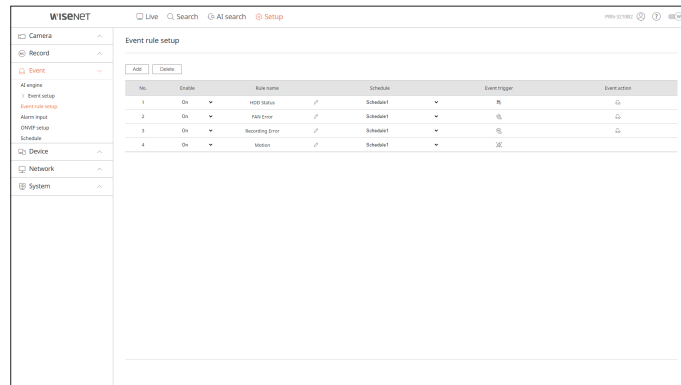 WISENET
Live Search AI search Setup
Camera
Record
Event
AI engine
Event setup
Event rule setup
Alarm input
ONVIF setup
Schedule
Device
Network
System
Event rule setup
Add Delete
No. Enable Rule name Schedule Event trigger Event action
1 On HDD Status Schedule1
2 On FAN Error Schedule1
3 On Recording Error Schedule1
4 On Motion Schedule1